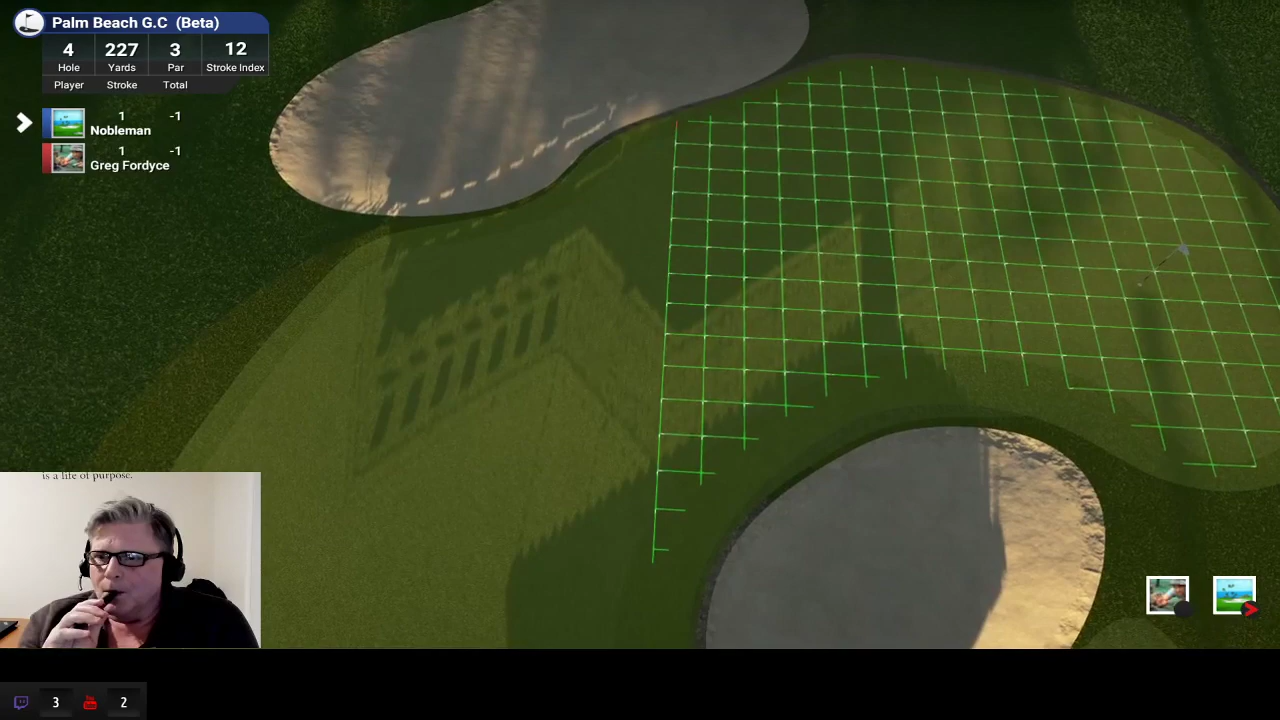 Palm Beach G.C (Beta)
4 227 3 12
Hole Yards Par Stroke Index
Player Stroke Total
1 -1
Nobleman
1 -1
Greg Fordyce
is a life of purpose.
3 2